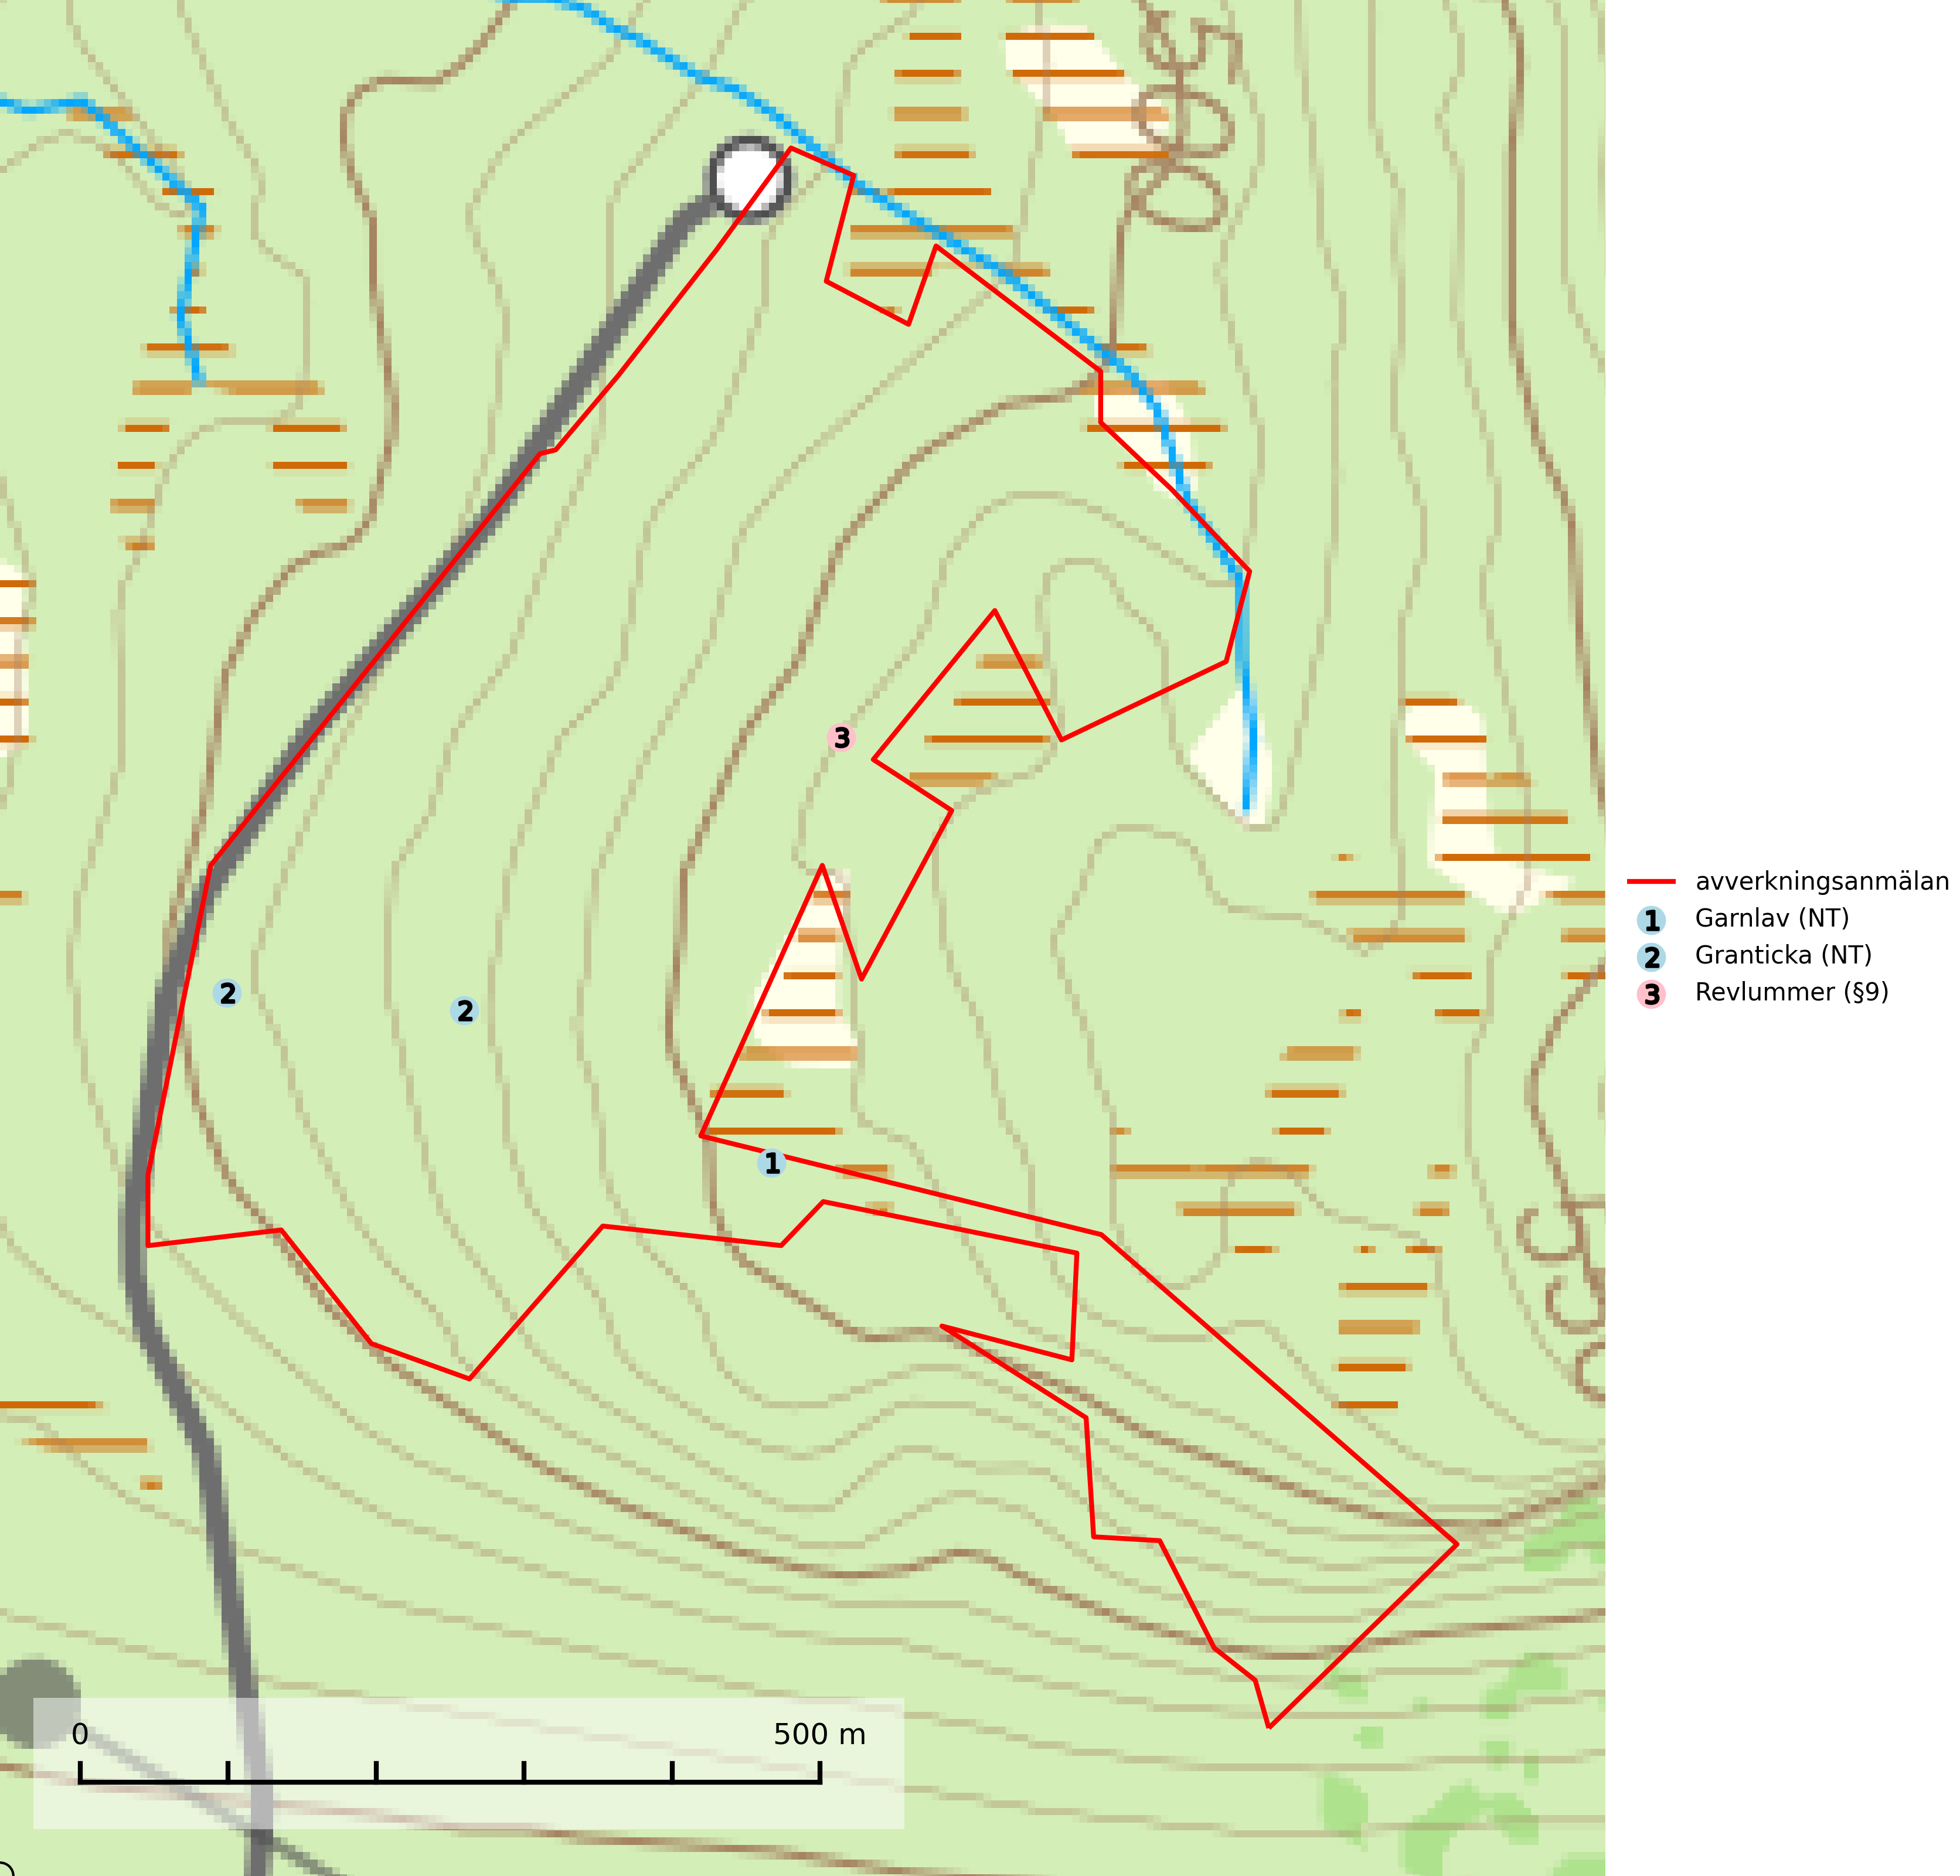 3
2
2
1
0 500 m
avverkningsanmälan
1 Garnlav (NT)
2 Granticka (NT)
3 Revlummer (§9)